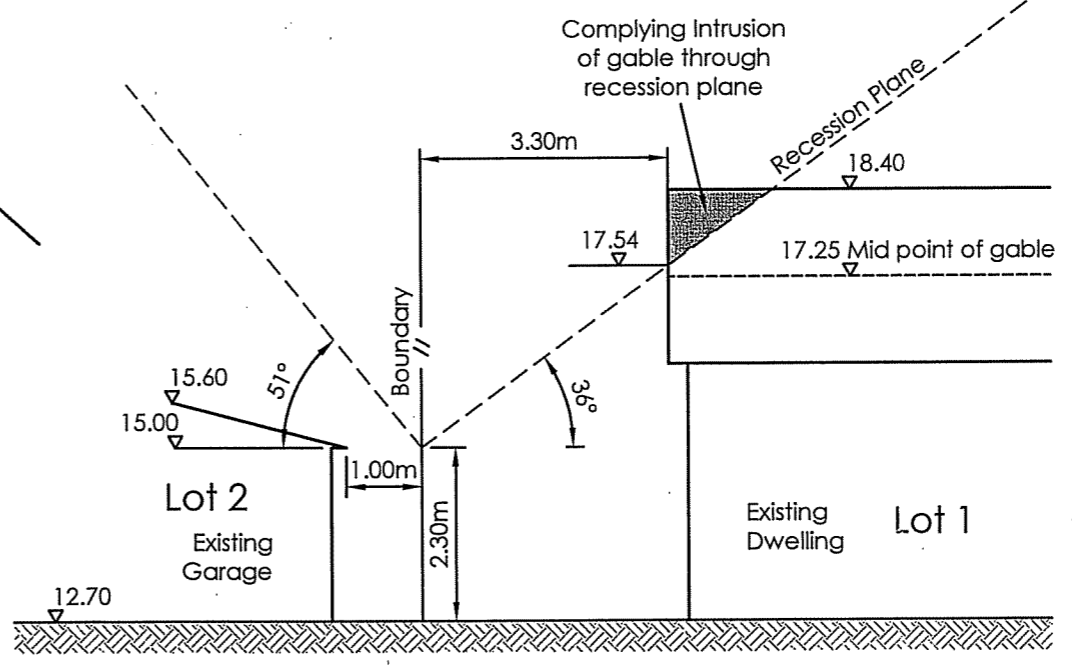 Complying Intrusion
of gable through
recession plane
Recession Plane
3.30m
18.40
17.54
17.25 Mid point of gable
Boundary
51°
36°
15.60
15.00
1.00m
2.30m
Lot 2
Existing
Garage
Existing
Dwelling
Lot 1
12.70